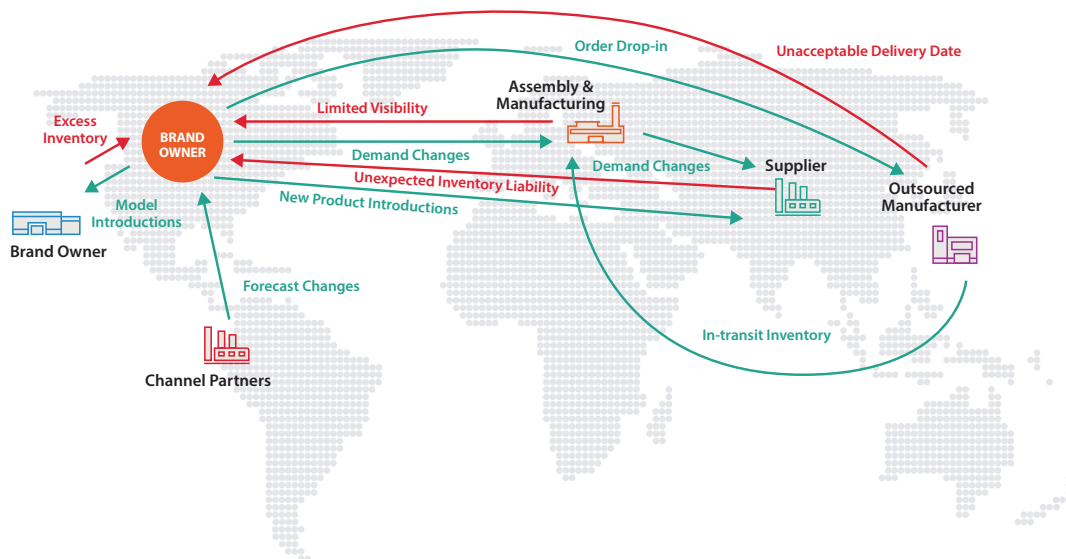 Order Drop-in
Unacceptable Delivery Date
Assembly &
Manufacturing
Limited Visibility
Excess
Inventory
BRAND
OWNER
Demand Changes
Demand Changes
Supplier
Unexpected Inventory Liability
New Product Introductions
Outsourced
Manufacturer
Model
Introductions
Brand Owner
Forecast Changes
In-transit Inventory
Channel Partners